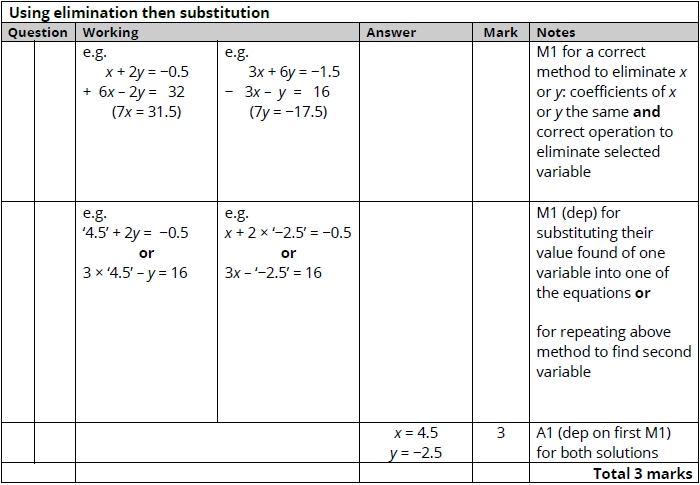 Using elimination then substitution
Question Working Answer Mark Notes
e.g.
x + 2y = −0.5
+ 6x – 2y = 32
(7x = 31.5)
e.g.
3x + 6y = −1.5
− 3x – y = 16
(7y = −17.5)
M1 for a correct
method to eliminate x
or y: coefficients of x
or y the same and
correct operation to
eliminate selected
variable
e.g.
‘4.5’ + 2y = −0.5
or
3 × ‘4.5’ – y = 16
e.g.
x + 2 × ‘−2.5’ = −0.5
or
3x – ‘−2.5’ = 16
M1 (dep) for
substituting their
value found of one
variable into one of
the equations or
for repeating above
method to find second
variable
x = 4.5
y = −2.5
3
A1 (dep on first M1)
for both solutions
Total 3 marks